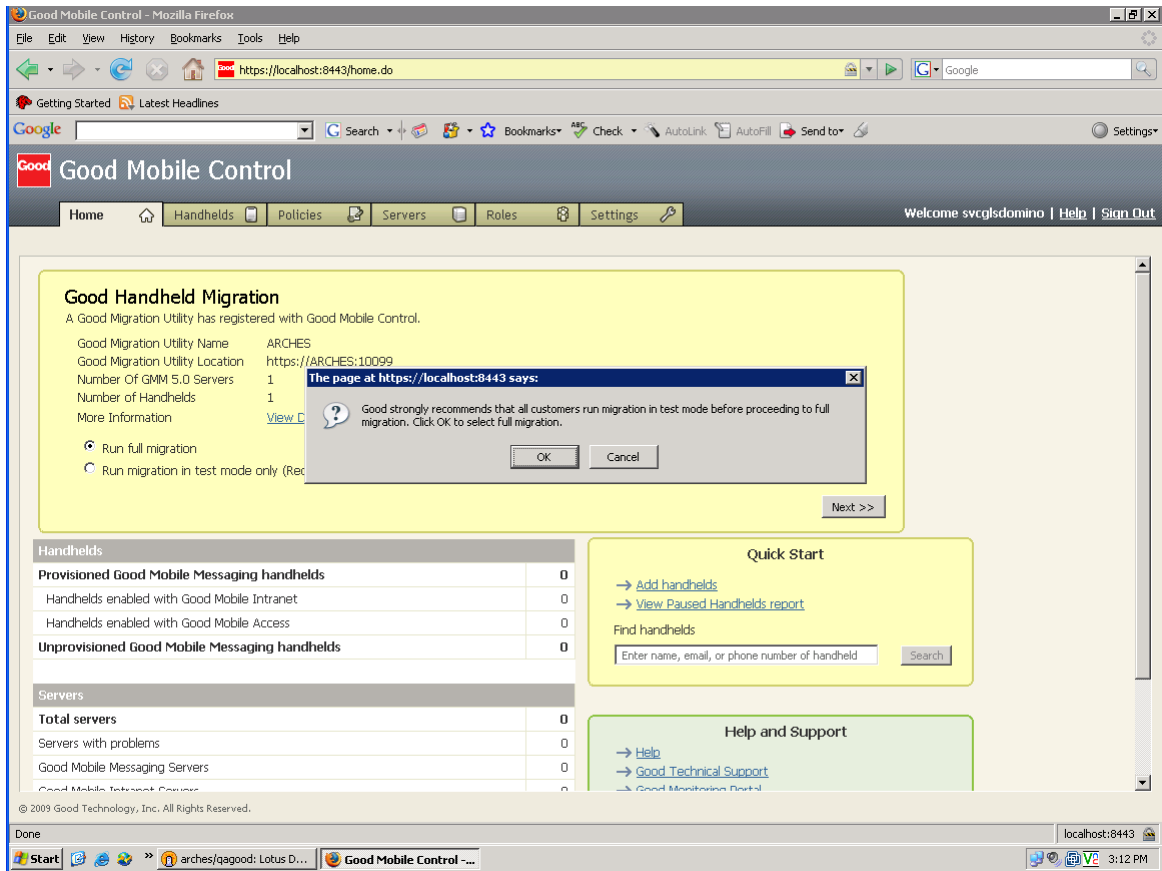 Good Mobile Control - Mozilla Firefox
File Edit View History Bookmarks Tools Help
Good https://localhost:8443/home.do G Google
Getting Started Latest Headlines
Google G Search Bookmarks ABC Check AutoLink AutoFill Send to Settings
Good Good Mobile Control
Home Handhelds Policies Servers Roles Settings Welcome svcglsdomino | Help | Sign Out
Good Handheld Migration
A Good Migration Utility has registered with Good Mobile Control.
Good Migration Utility Name ARCHES
Good Migration Utility Location https://ARCHES:10099
Number Of GMM 5.0 Servers 1
Number of Handhelds 1
More Information View D
Run full migration
Run migration in test mode only (Rec
The page at https://localhost:8443 says:
Good strongly recommends that all customers run migration in test mode before proceeding to full
migration. Click OK to select full migration.
OK Cancel
Next >>
Handhelds
Provisioned Good Mobile Messaging handhelds 0
Handhelds enabled with Good Mobile Intranet 0
Handhelds enabled with Good Mobile Access 0
Unprovisioned Good Mobile Messaging handhelds 0
Servers
Total servers 0
Servers with problems 0
Good Mobile Messaging Servers 0
Good Mobile Intranet Servers 0
Quick Start
Add handhelds
View Paused Handhelds report
Find handhelds
Enter name, email, or phone number of handheld Search
Help and Support
Help
Good Technical Support
Good Monitoring Portal
© 2009 Good Technology, Inc. All Rights Reserved.
Done localhost:8443
Start » arches/qagood: Lotus D... Good Mobile Control -... V2 3:12 PM